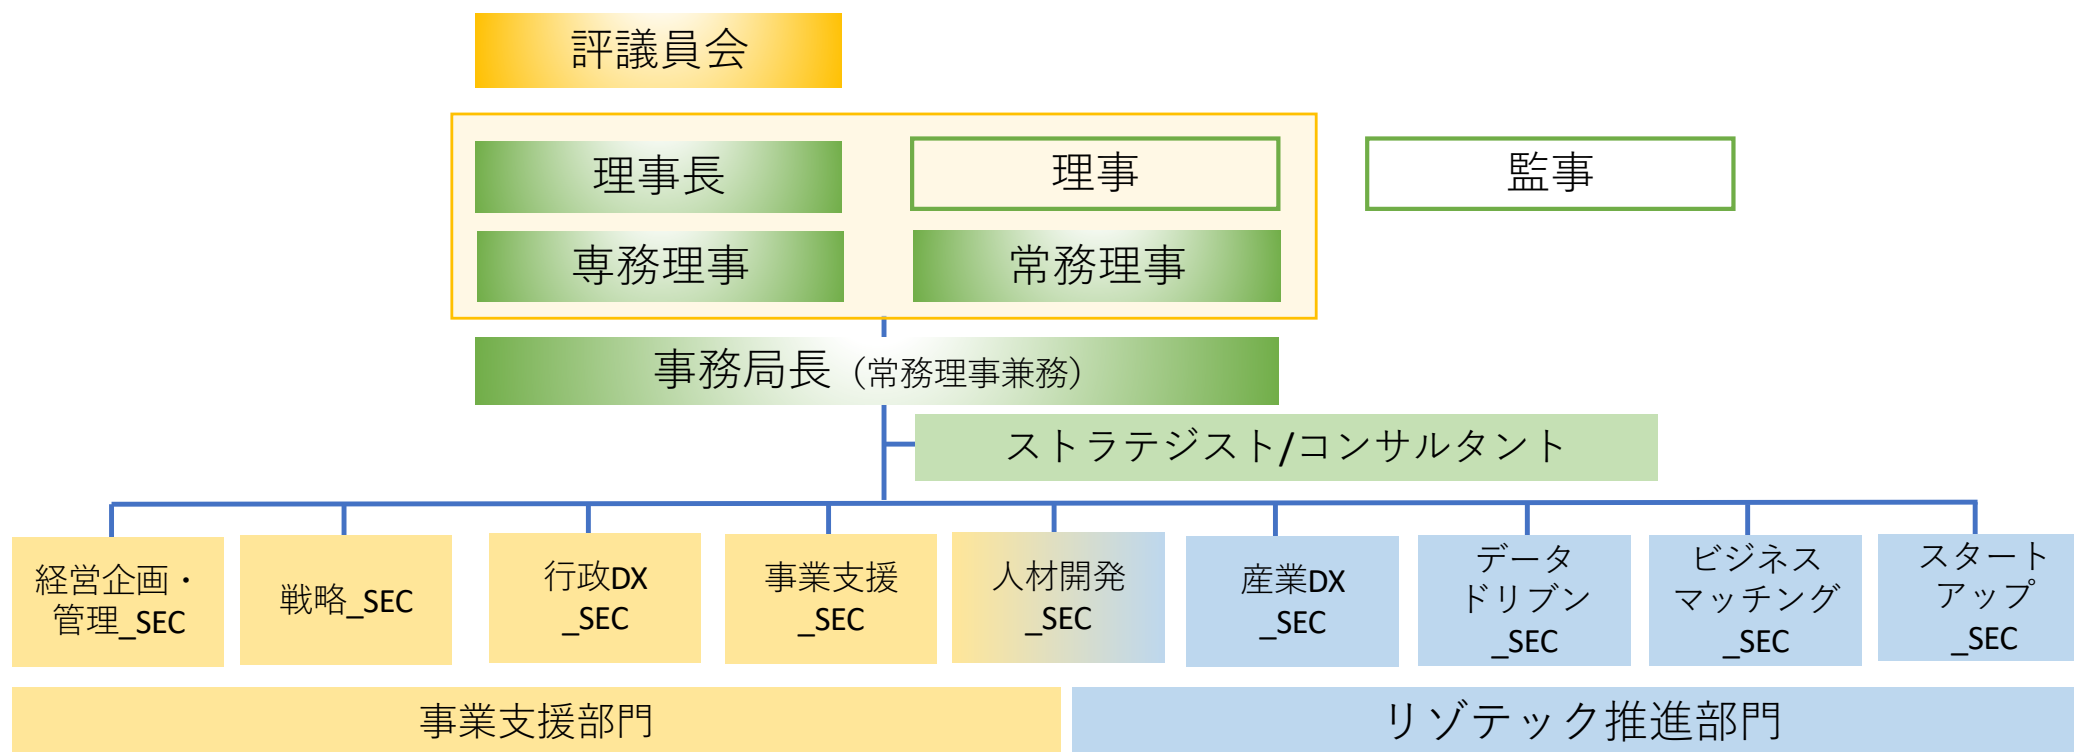 評議員会
理事長
理事
監事
専務理事
常務理事
事務局長（常務理事兼務）
ストラテジスト/コンサルタント
経営企画・
管理_SEC
戦略_SEC
行政DX
_SEC
事業支援
_SEC
人材開発
_SEC
産業DX
_SEC
データ
ドリブン
_SEC
ビジネス
マッチング
_SEC
スタート
アップ
_SEC
事業支援部門
リゾテック推進部門